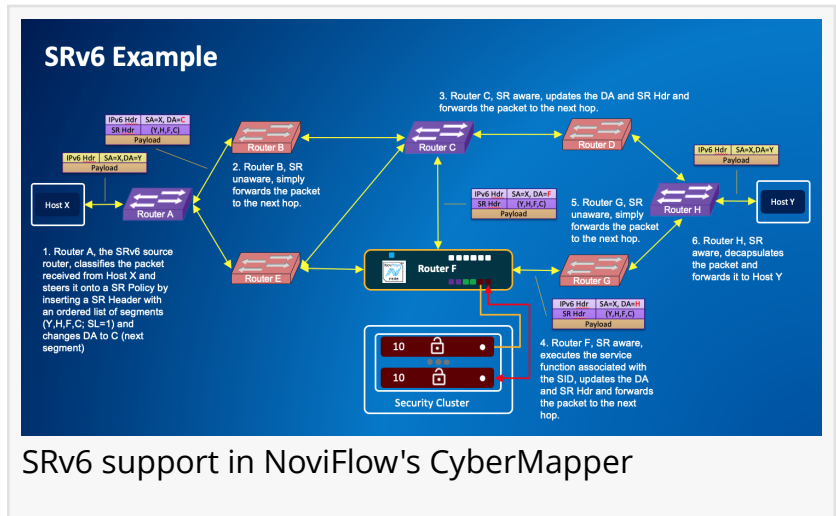 SRv6 Example
3. Router C, SR aware, updates the DA and SR Hdr and
forwards the packet to the next hop.
IPv6 Hdr SA=X, DA=C
SR Hdr (Y,H,F,C)
Payload
Router B
Router C
Router D
IPv6 Hdr SA=X,DA=Y
Payload
IPv6 Hdr SA=X,DA=Y
Payload
2. Router B, SR
unaware, simply
forwards the packet
to the next hop.
Host X
Router A
IPv6 Hdr SA=X, DA=F
SR Hdr (Y,H,F,C)
Payload
5. Router G, SR
unaware, simply
forwards the packet
to the next hop.
Router H
Host Y
1. Router A, the SRv6 source
router, classifies the packet
received from Host X and
steers it onto a SR Policy by
inserting a SR Header with
an ordered list of segments
(Y,H,F,C; SL=1) and
changes DA to C (next
segment)
Router E
Router F
Router G
6. Router H, SR
aware, decapsulates
the packet and
forwards it to Host Y
IPv6 Hdr SA=X, DA=H
SR Hdr (Y,H,F,C)
Payload
10
10
Security Cluster
4. Router F, SR aware,
executes the service
function associated with
the SID, updates the DA
and SR Hdr and forwards
the packet to the next
hop.
SRv6 support in NoviFlow's CyberMapper